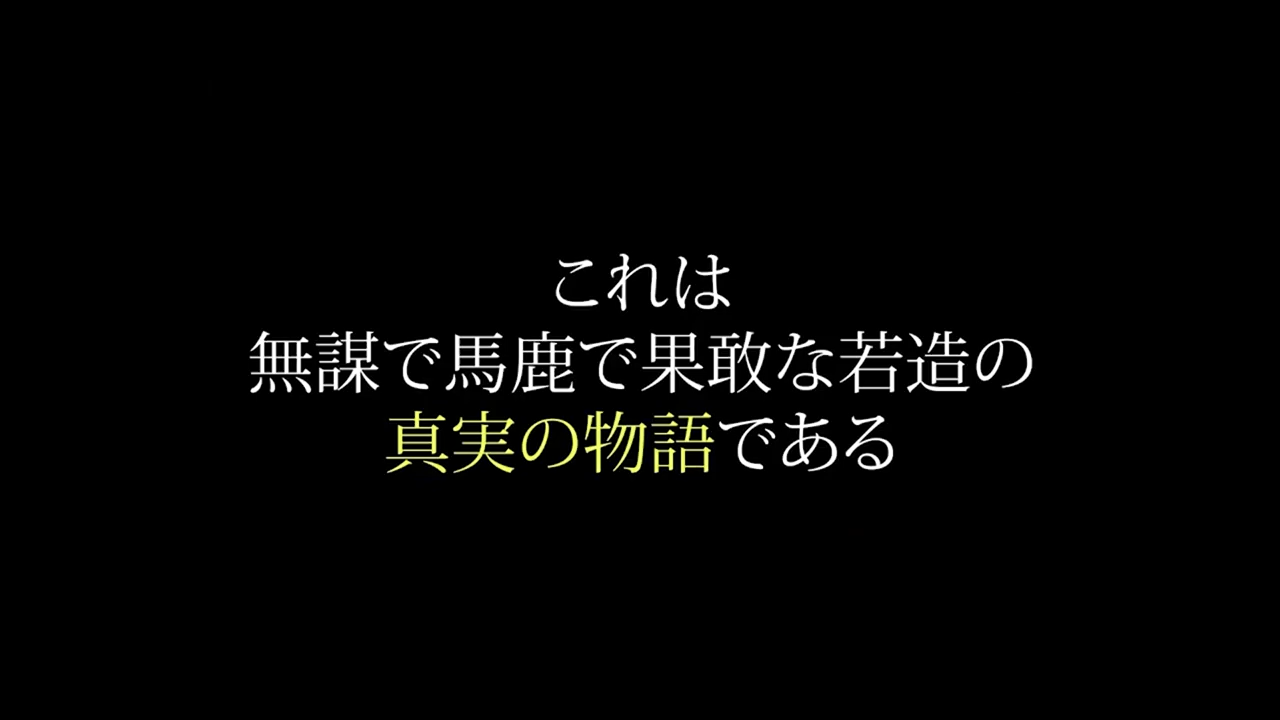 これは
無謀で馬鹿で果敢な若造の
真実の物語である